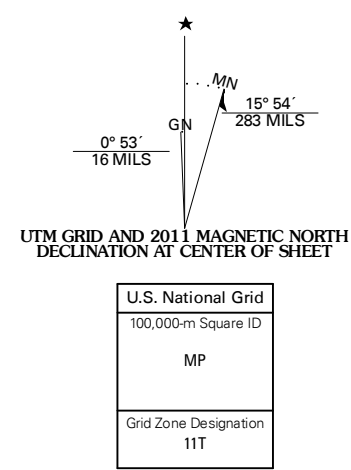 ★
MN
GN
15° 54´
283 MILS
0° 53´
16 MILS
UTM GRID AND 2011 MAGNETIC NORTH
DECLINATION AT CENTER OF SHEET
U.S. National Grid
100,000-m Square ID
MP
Grid Zone Designation
11T